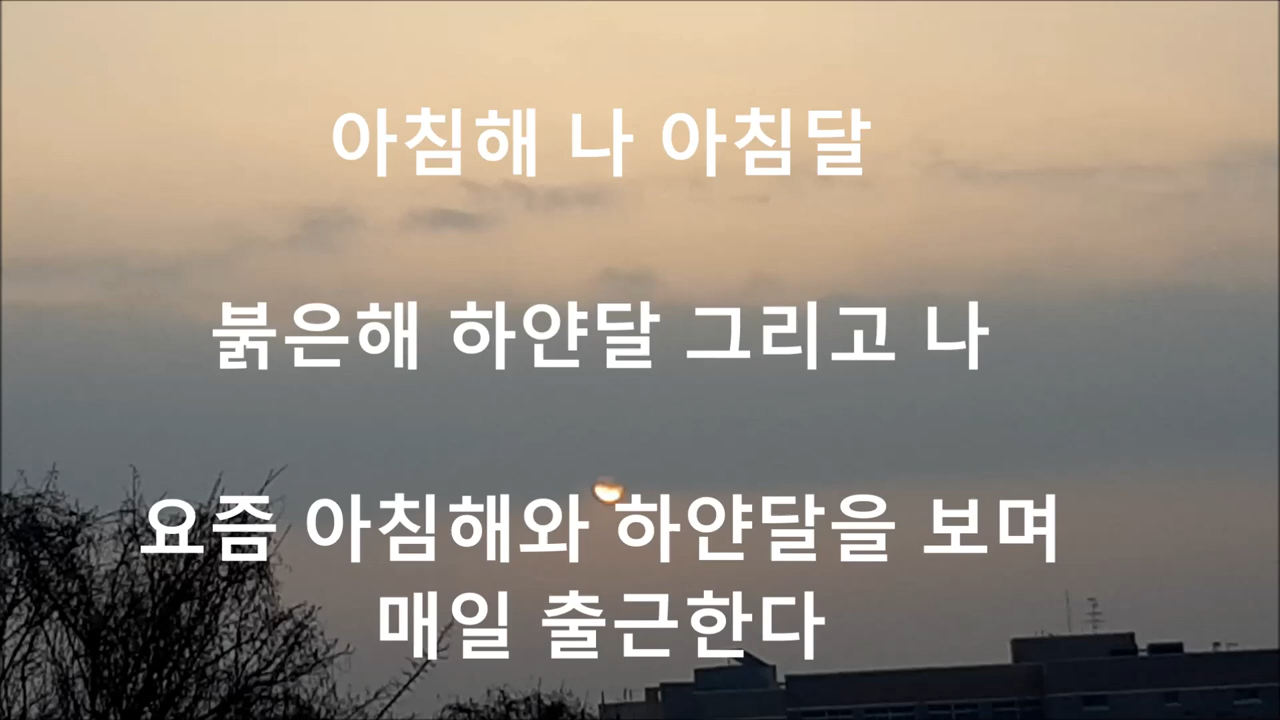 아침해 나 아침달
붉은해 하얀달 그리고 나
요즘 아침해와 하얀달을 보며
매일 출근한다